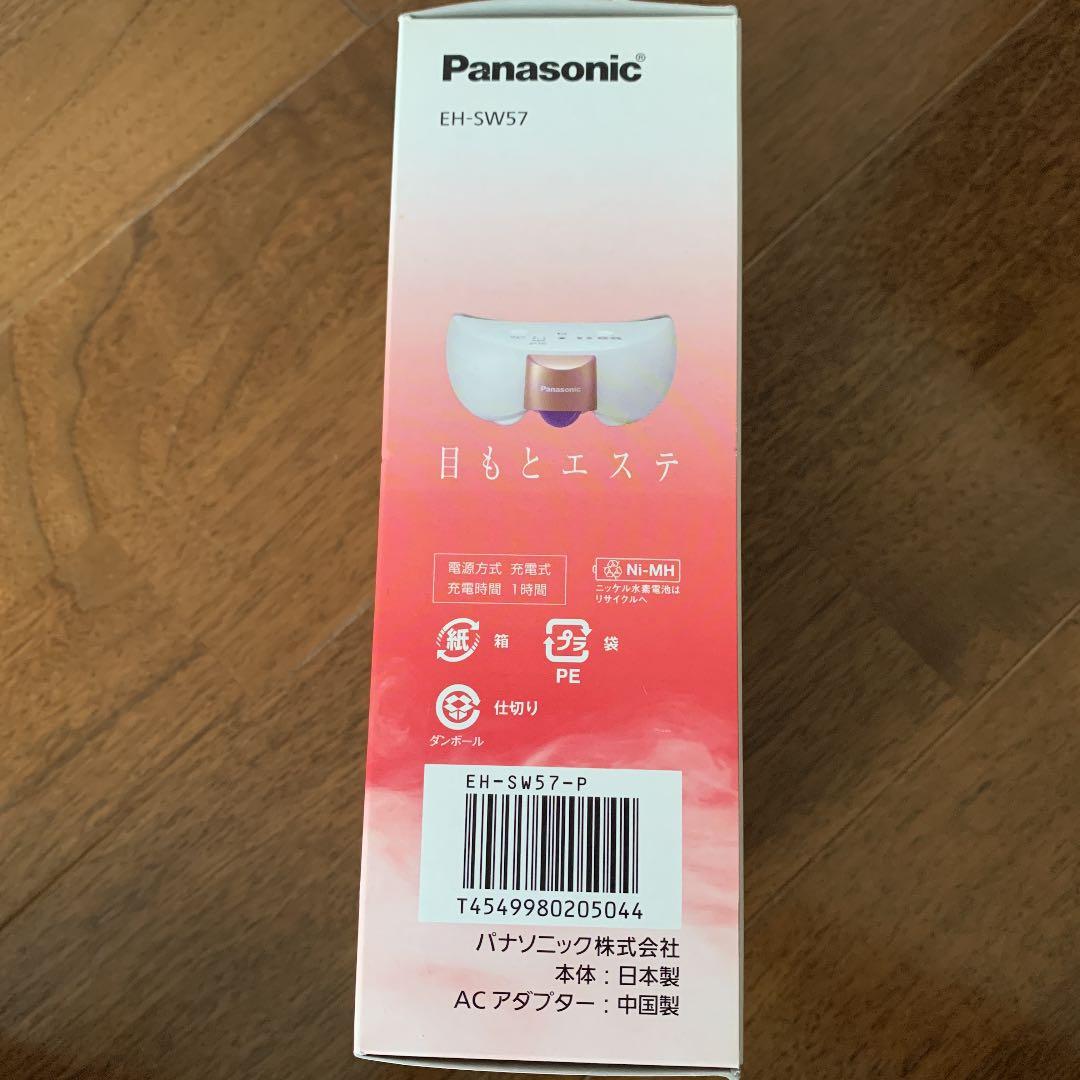 Panasonic®
EH-SW57
Panasonic
目もとエステ
電源方式 充電式
充電時間 1時間
Ni-MH
ニッケル水素電池は
リサイクルへ
紙 箱
プラ 袋
PE
仕切り
ダンボール
EH-SW57-P
T4549980205044
パナソニック株式会社
本体：日本製
ACアダプター：中国製